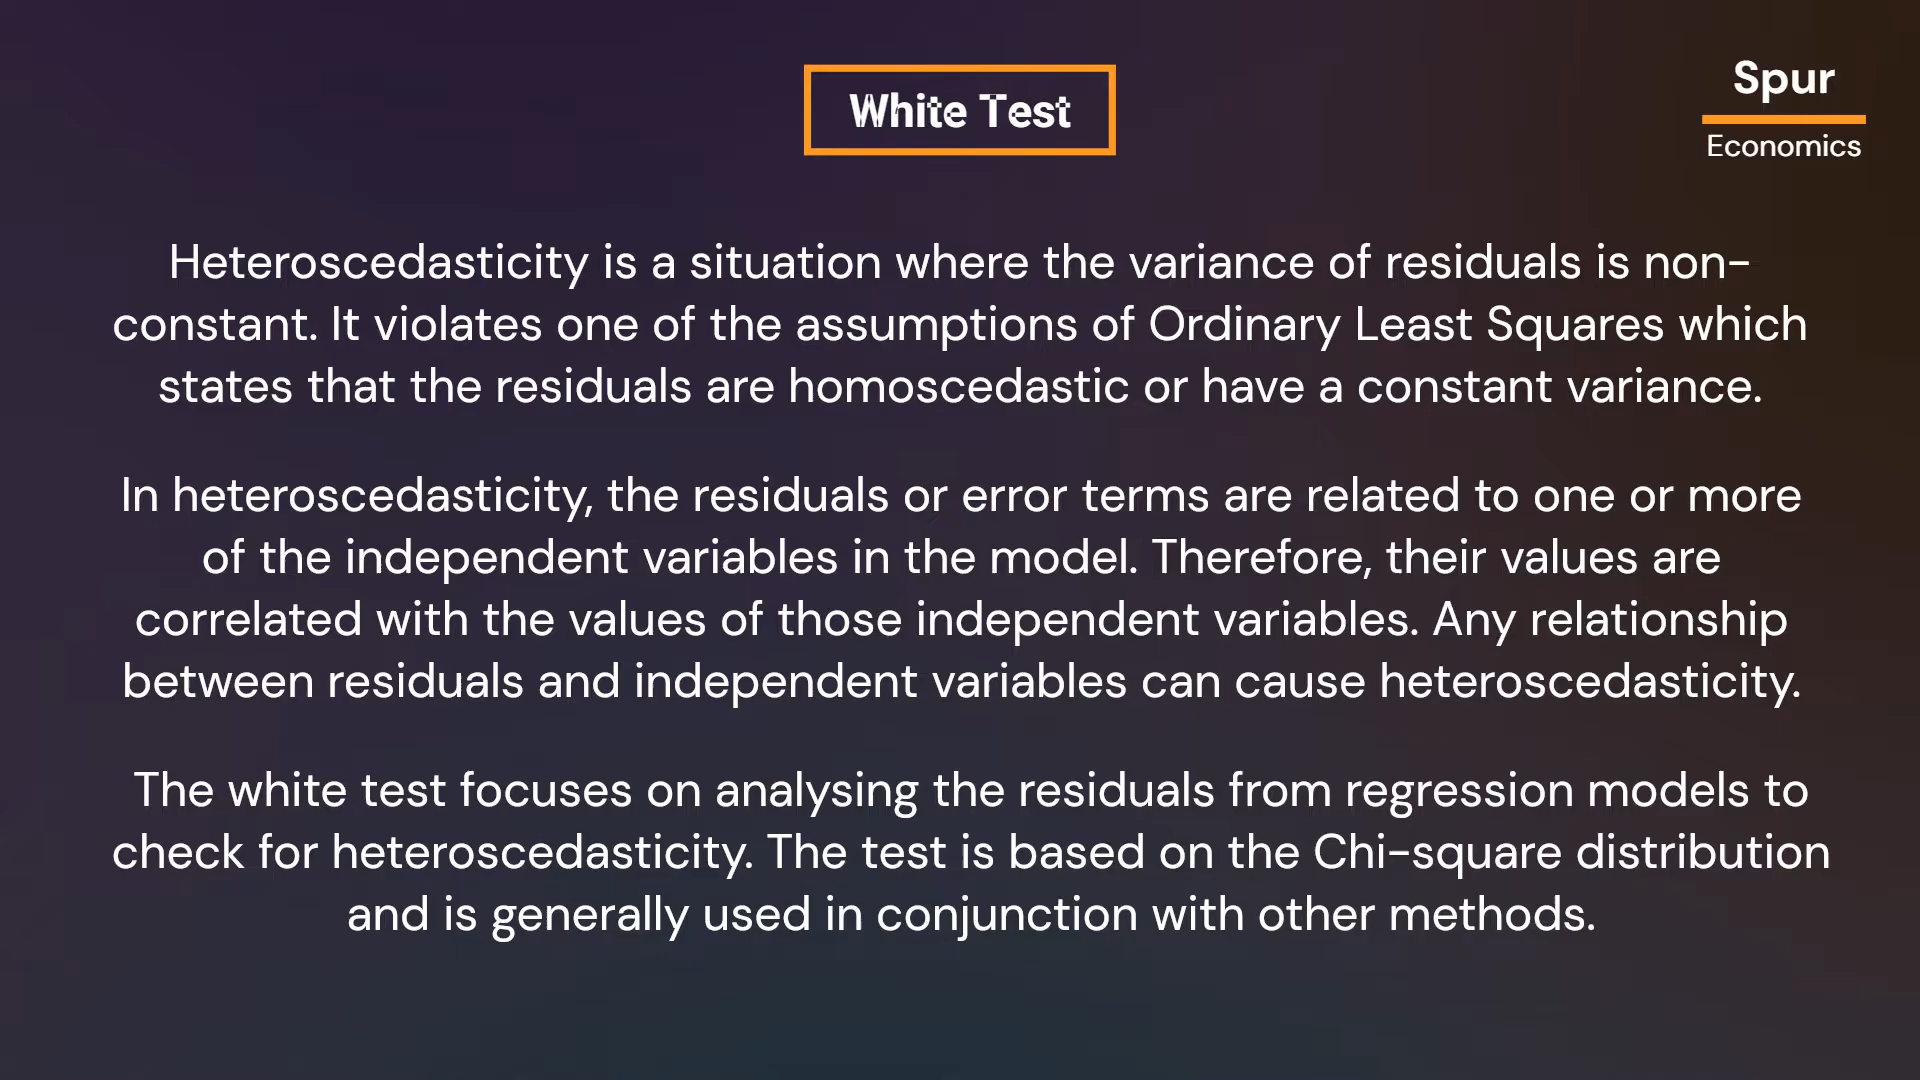 White Test
Spur
Economics
Heteroscedasticity is a situation where the variance of residuals is non-
constant. It violates one of the assumptions of Ordinary Least Squares which
states that the residuals are homoscedastic or have a constant variance.
In heteroscedasticity, the residuals or error terms are related to one or more
of the independent variables in the model. Therefore, their values are
correlated with the values of those independent variables. Any relationship
between residuals and independent variables can cause heteroscedasticity.
The white test focuses on analysing the residuals from regression models to
check for heteroscedasticity. The test is based on the Chi-square distribution
and is generally used in conjunction with other methods.